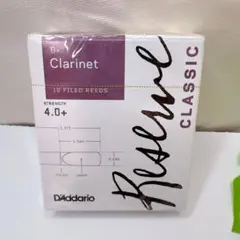 B♭
Clarinet
10 FILED REEDS
STRENGTH
4.0+
D'Addario
Reserve
CLASSIC